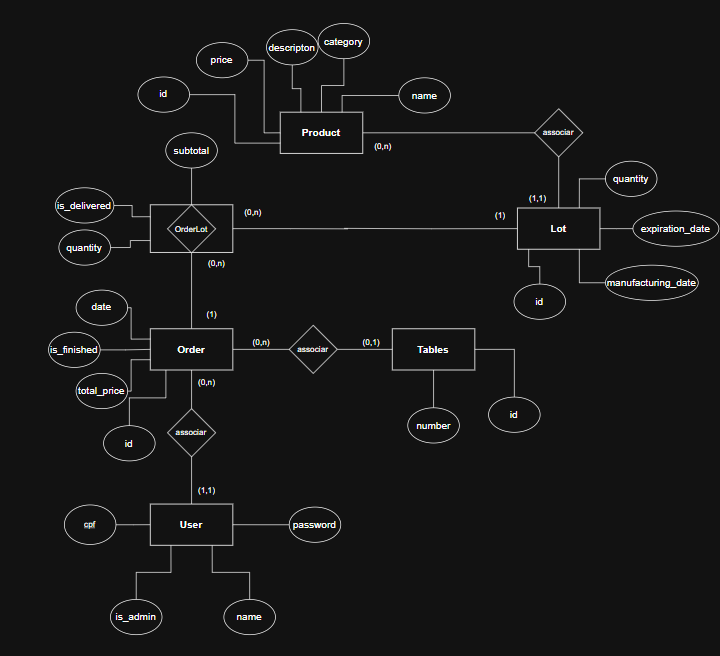 category
descripton
price
id
name
Product
associar
(0,n)
subtotal
quantity
(1,1)
is_delivered
(0,n)
(1)
OrderLot
Lot
expiration_date
quantity
(0,n)
manufacturing_date
id
date
(1)
is_finished
Order
(0,n)
associar
(0,1)
Tables
(0,n)
total_price
id
number
id
associar
(1,1)
cpf
User
password
is_admin
name